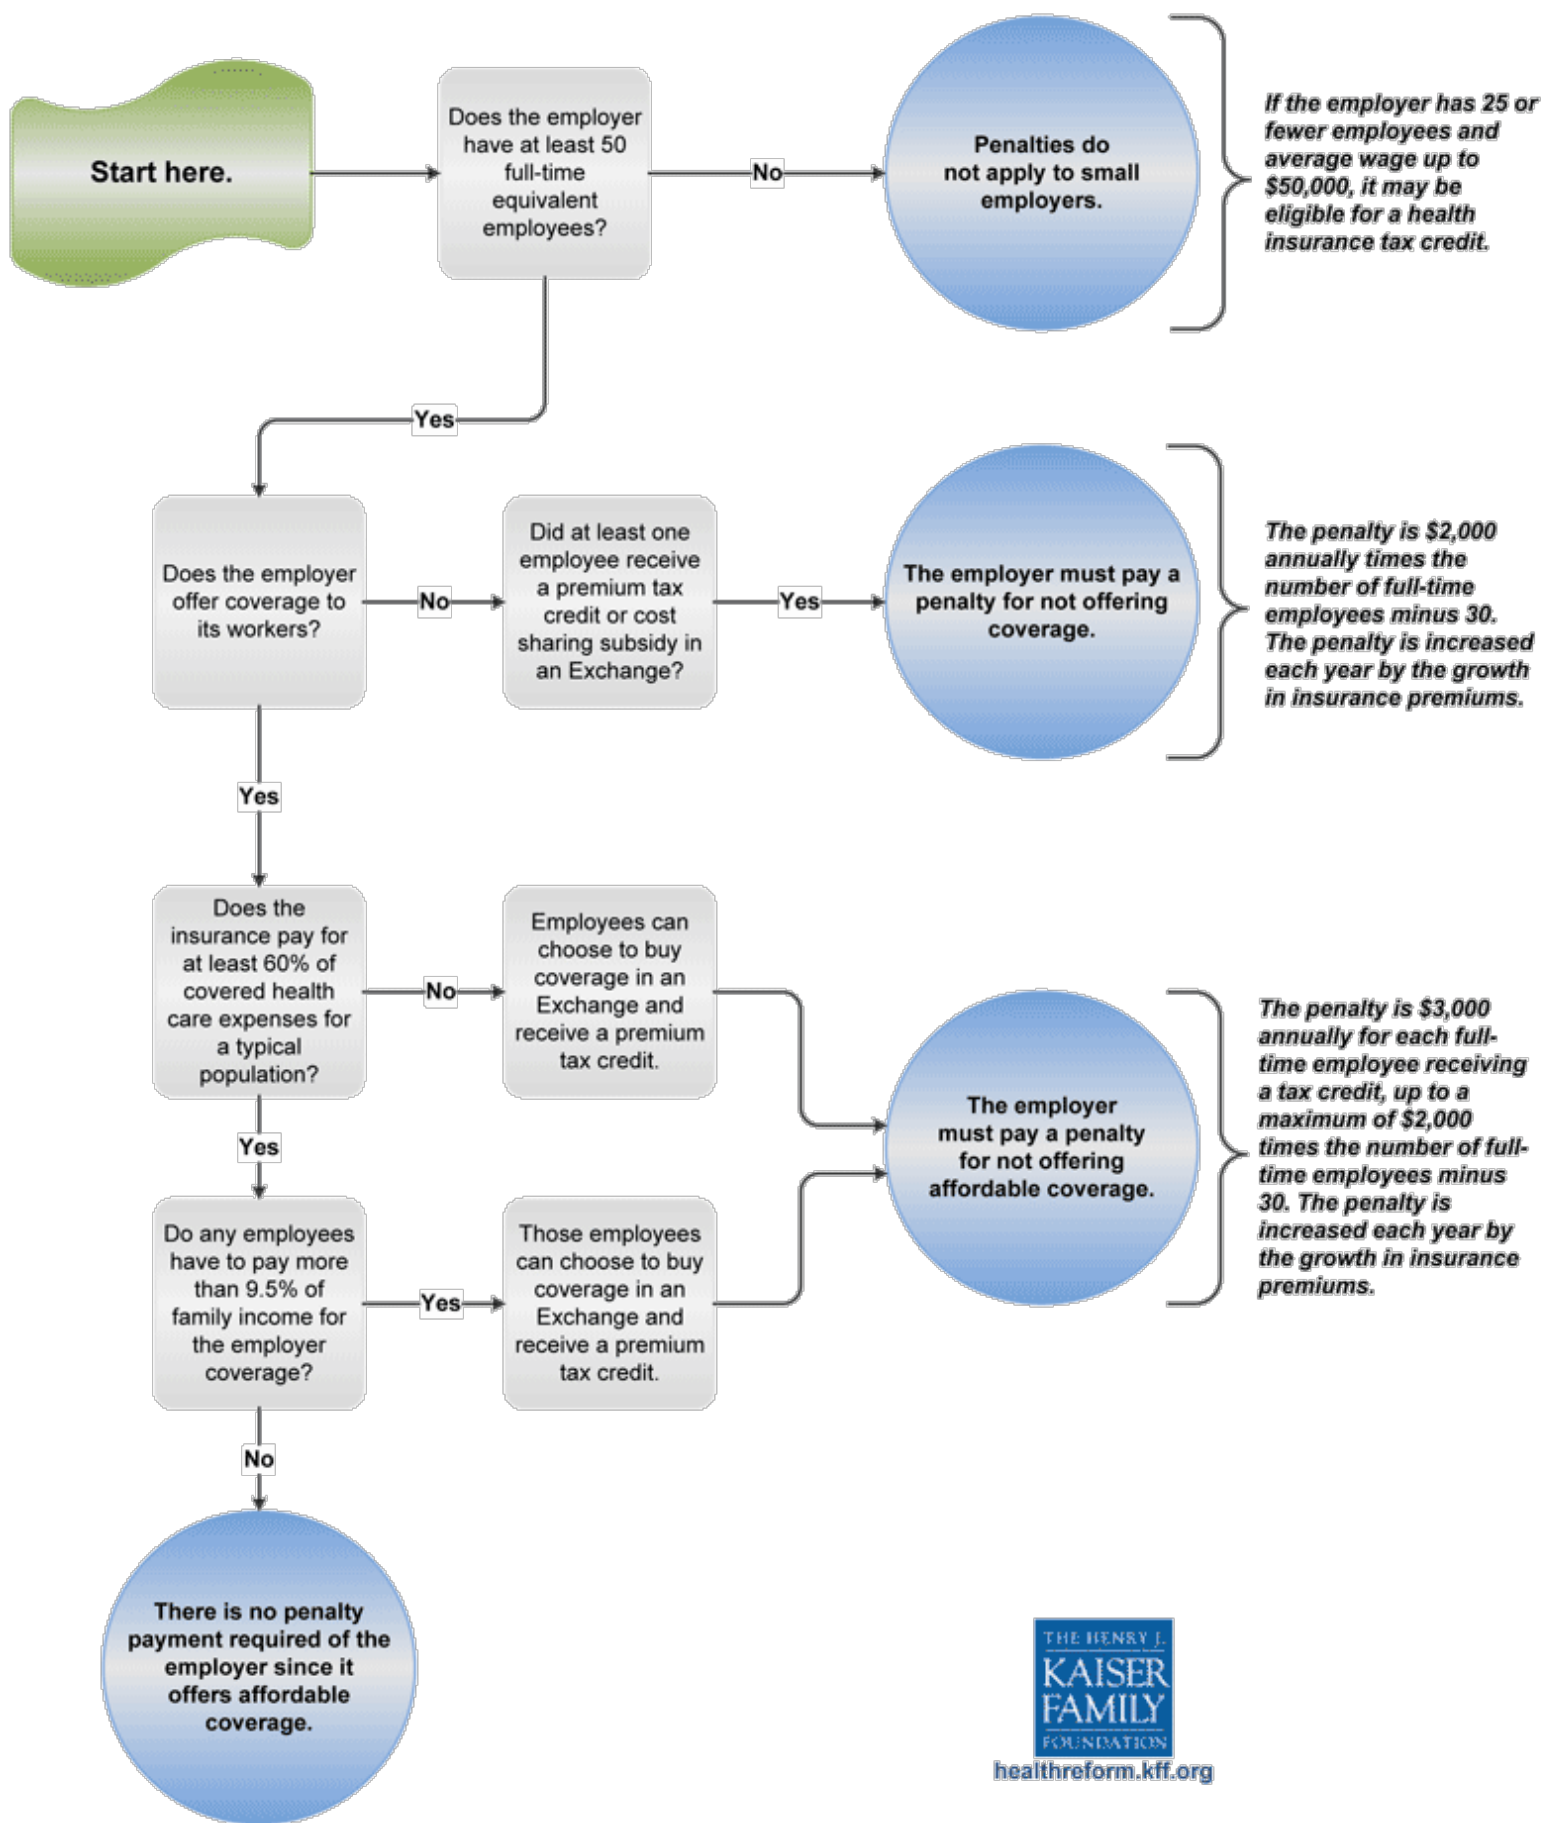 Start here.
Does the employer
have at least 50
full-time
equivalent
employees?
No
Penalties do
not apply to small
employers.
If the employer has 25 or
fewer employees and
average wage up to
$50,000, it may be
eligible for a health
insurance tax credit.
Yes
Does the employer
offer coverage to
its workers?
No
Did at least one
employee receive
a premium tax
credit or cost
sharing subsidy in
an Exchange?
Yes
The employer must pay a
penalty for not offering
coverage.
The penalty is $2,000
annually times the
number of full-time
employees minus 30.
The penalty is increased
each year by the growth
in insurance premiums.
Yes
Does the
insurance pay for
at least 60% of
covered health
care expenses for
a typical
population?
No
Employees can
choose to buy
coverage in an
Exchange and
receive a premium
tax credit.
The employer
must pay a penalty
for not offering
affordable coverage.
The penalty is $3,000
annually for each full-
time employee receiving
a tax credit, up to a
maximum of $2,000
times the number of full-
time employees minus
30. The penalty is
increased each year by
the growth in insurance
premiums.
Yes
Do any employees
have to pay more
than 9.5% of
family income for
the employer
coverage?
Yes
Those employees
can choose to buy
coverage in an
Exchange and
receive a premium
tax credit.
No
There is no penalty
payment required of the
employer since it
offers affordable
coverage.
THE HENRY J.
KAISER
FAMILY
FOUNDATION
healthreform.kff.org